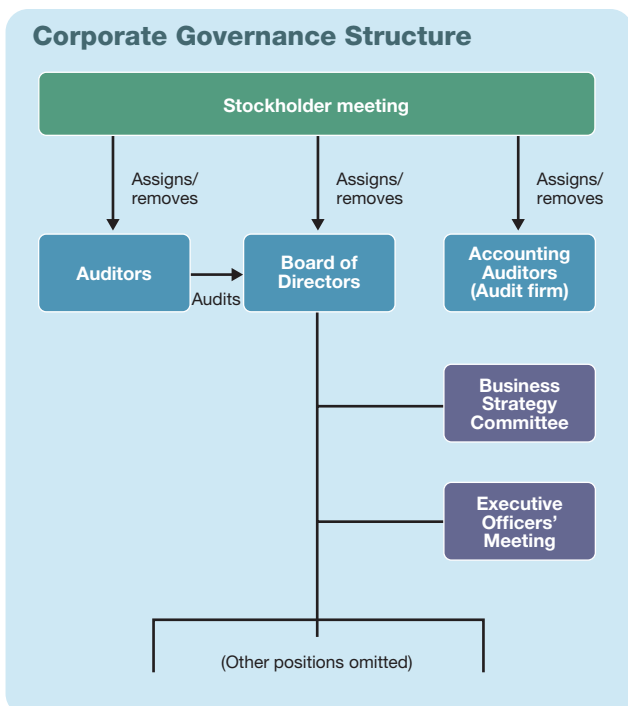 Corporate Governance Structure
Stockholder meeting
Assigns/
removes
Assigns/
removes
Assigns/
removes
Auditors
Audits
Board of
Directors
Accounting
Auditors
(Audit firm)
Business
Strategy
Committee
Executive
Officers’
Meeting
(Other positions omitted)